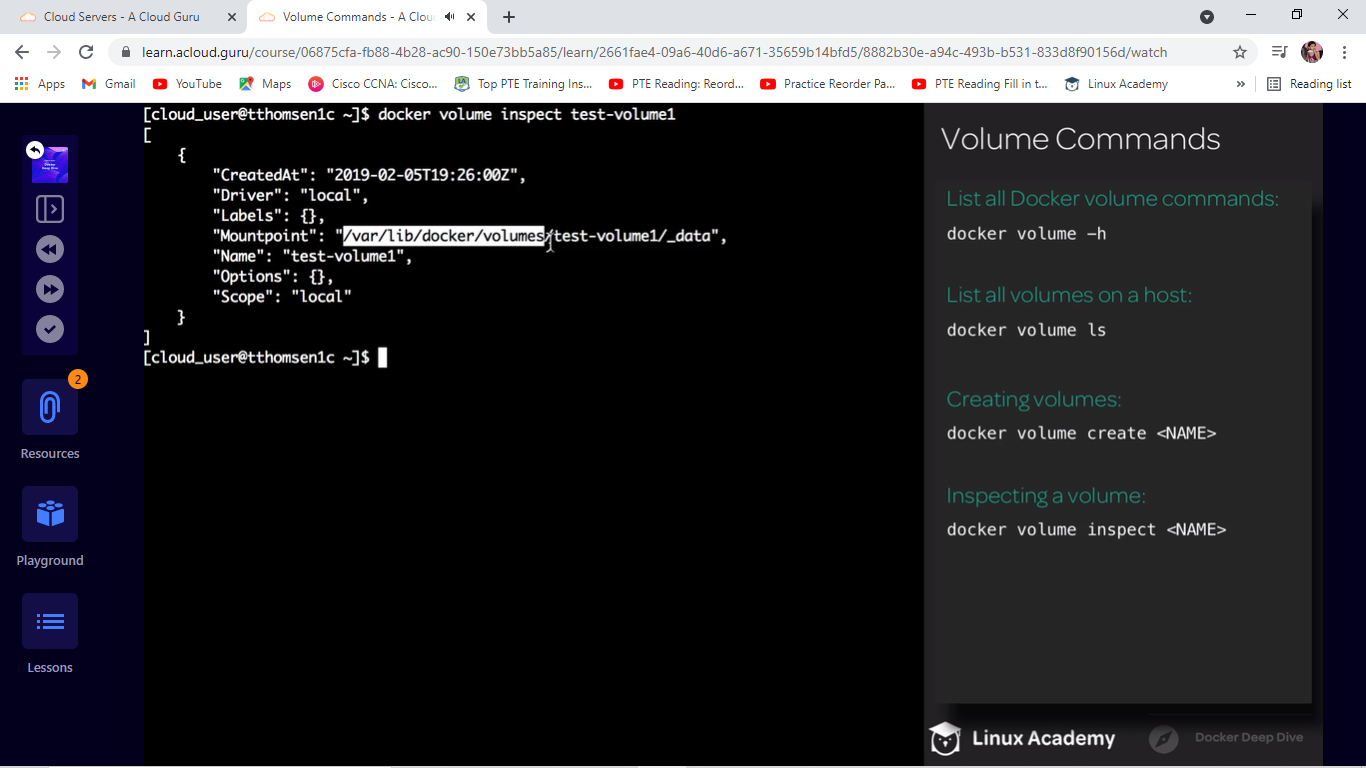 Cloud Servers - A Cloud Guru
Volume Commands - A Clou
learn.acloud.guru/course/06875cfa-fb88-4b28-ac90-150e73bb5a85/learn/2661fae4-09a6-40d6-a671-35659b14bfd5/8882b30e-a94c-493b-b531-833d8f90156d/watch
Apps Gmail YouTube Maps Cisco CCNA: Cisco... Top PTE Training Ins... PTE Reading: Reord... Practice Reorder Pa... PTE Reading Fill in t... Linux Academy » Reading list
[cloud_user@tthomsen1c ~]$ docker volume inspect test-volume1
[
{
"CreatedAt": "2019-02-05T19:26:00Z",
"Driver": "local",
"Labels": {},
"Mountpoint": "/var/lib/docker/volumes/test-volume1/_data",
"Name": "test-volume1",
"Options": {},
"Scope": "local"
}
]
[cloud_user@tthomsen1c ~]$
Docker
Deep Dive
2
Resources
Playground
Lessons
Volume Commands
List all Docker volume commands:
docker volume -h
List all volumes on a host:
docker volume ls
Creating volumes:
docker volume create <NAME>
Inspecting a volume:
docker volume inspect <NAME>
Linux Academy
Docker Deep Dive